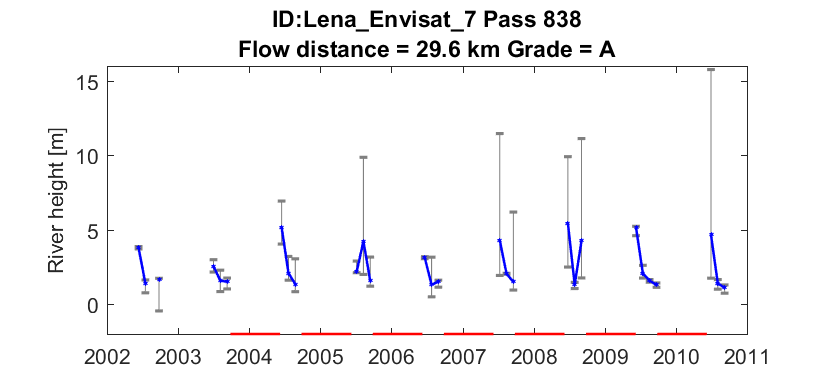 ID:Lena_Envisat_7 Pass 838
Flow distance = 29.6 km Grade = A
River height [m]
15
10
5
0
2002 2003 2004 2005 2006 2007 2008 2009 2010 2011